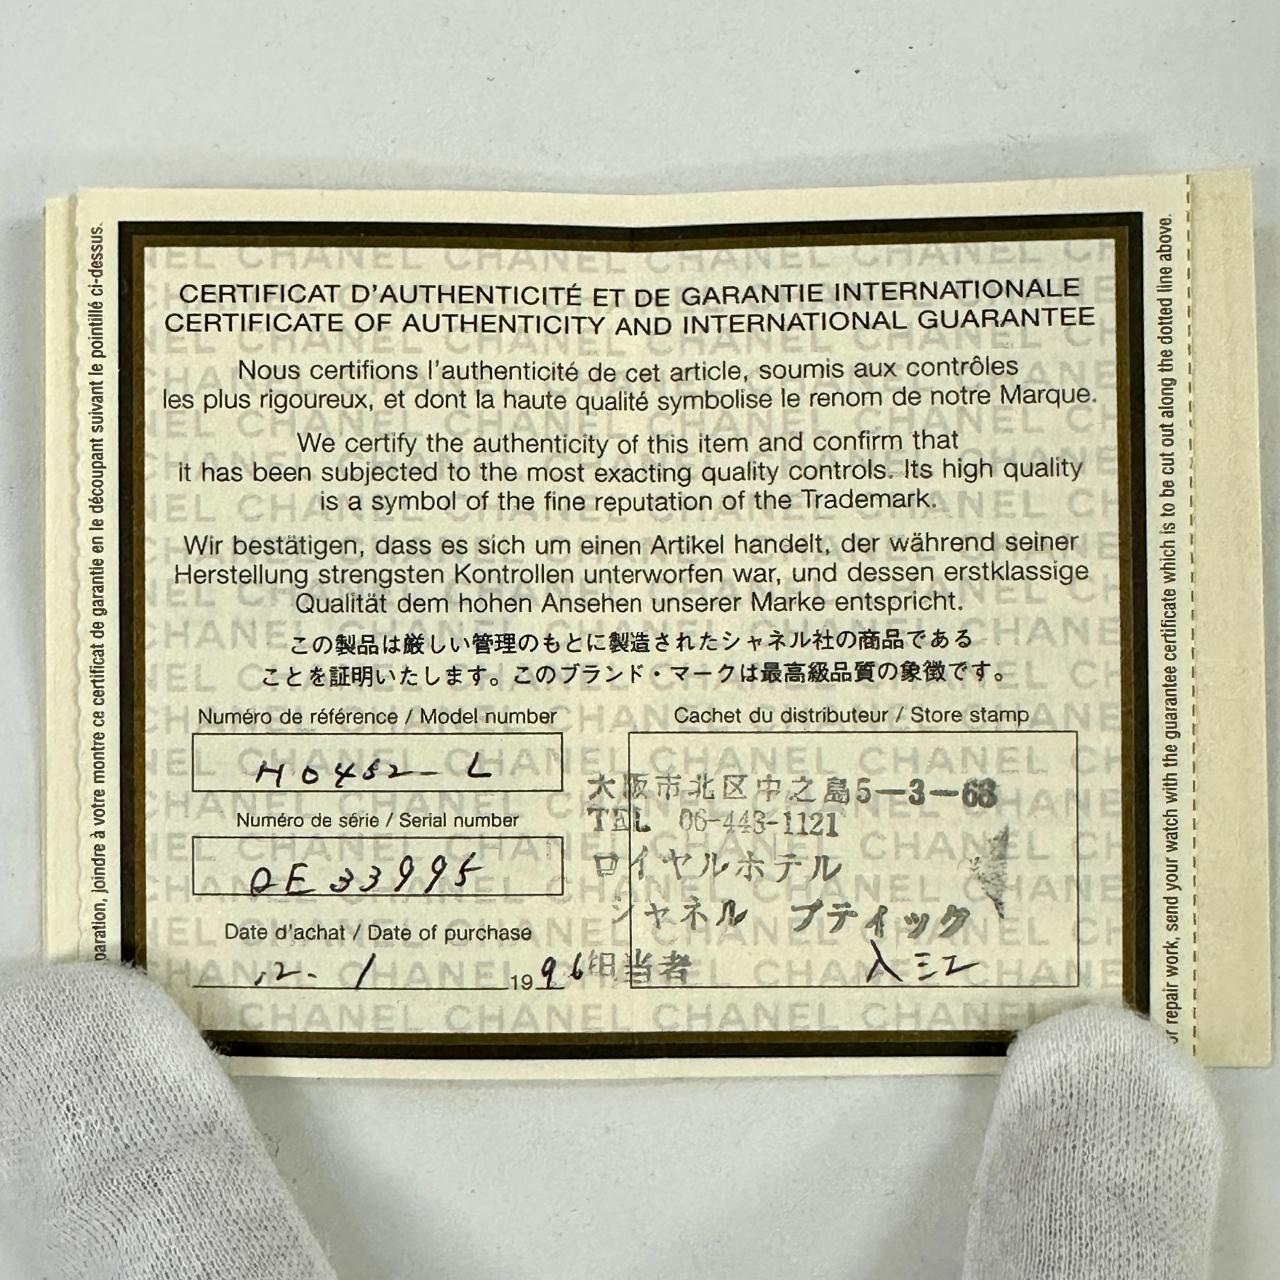 CERTIFICAT D'AUTHENTICITÉ ET DE GARANTIE INTERNATIONALE
CERTIFICATE OF AUTHENTICITY AND INTERNATIONAL GUARANTEE
Nous certifions l'authenticité de cet article, soumis aux contrôles
les plus rigoureux, et dont la haute qualité symbolise le renom de notre Marque.
We certify the authenticity of this item and confirm that
it has been subjected to the most exacting quality controls. Its high quality
is a symbol of the fine reputation of the Trademark.
Wir bestätigen, dass es sich um einen Artikel handelt, der während seiner
Herstellung strengsten Kontrollen unterworfen war, und dessen erstklassige
Qualität dem hohen Ansehen unserer Marke entspricht.
この製品は厳しい管理のもとに製造されたシャネル社の商品である
ことを証明いたします。このブランド・マークは最高級品質の象徴です。
Numéro de référence / Model number
H0452-L
Numéro de série / Serial number
OE 33995
Date d'achat / Date of purchase
12-1 1996
Cachet du distributeur / Store stamp
大阪市北区中之島5-3-68
TEL 06-448-1121
ロイヤルホテル
シャネル ブティック
担当者 入江
paration, joindre à votre montre ce certificat de garantie en le découpant suivant le pointillé ci-dessus.
or repair work, send your watch with the guarantee certificate which is to be cut out along the dotted line above.
CHANEL